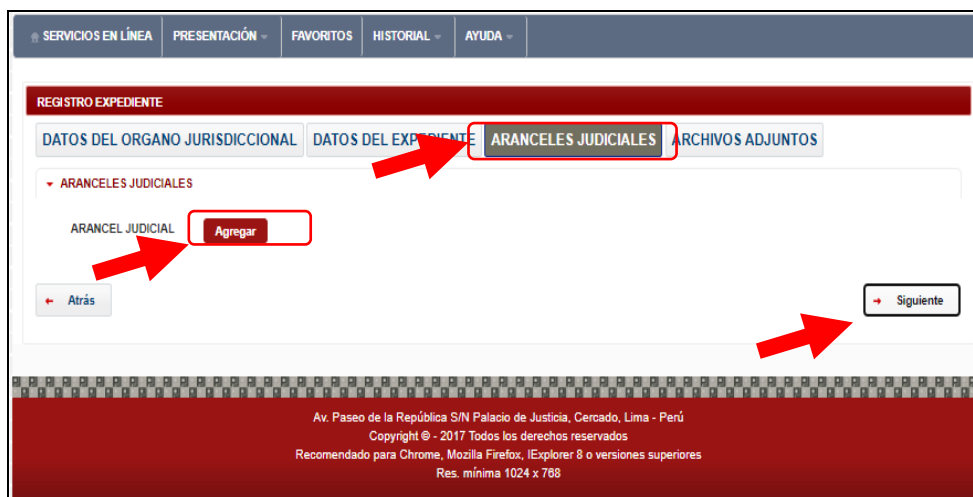 SERVICIOS EN LÍNEA PRESENTACIÓN FAVORITOS HISTORIAL AYUDA
REGISTRO EXPEDIENTE
DATOS DEL ORGANO JURISDICCIONAL DATOS DEL EXPEDIENTE ARANCELES JUDICIALES ARCHIVOS ADJUNTOS
ARANCELES JUDICIALES
ARANCEL JUDICIAL Agregar
Atrás Siguiente
Av. Paseo de la República S/N Palacio de Justicia, Cercado, Lima - Perú
Copyright © - 2017 Todos los derechos reservados
Recomendado para Chrome, Mozilla Firefox, IExplorer 8 o versiones superiores
Res. mínima 1024 x 768